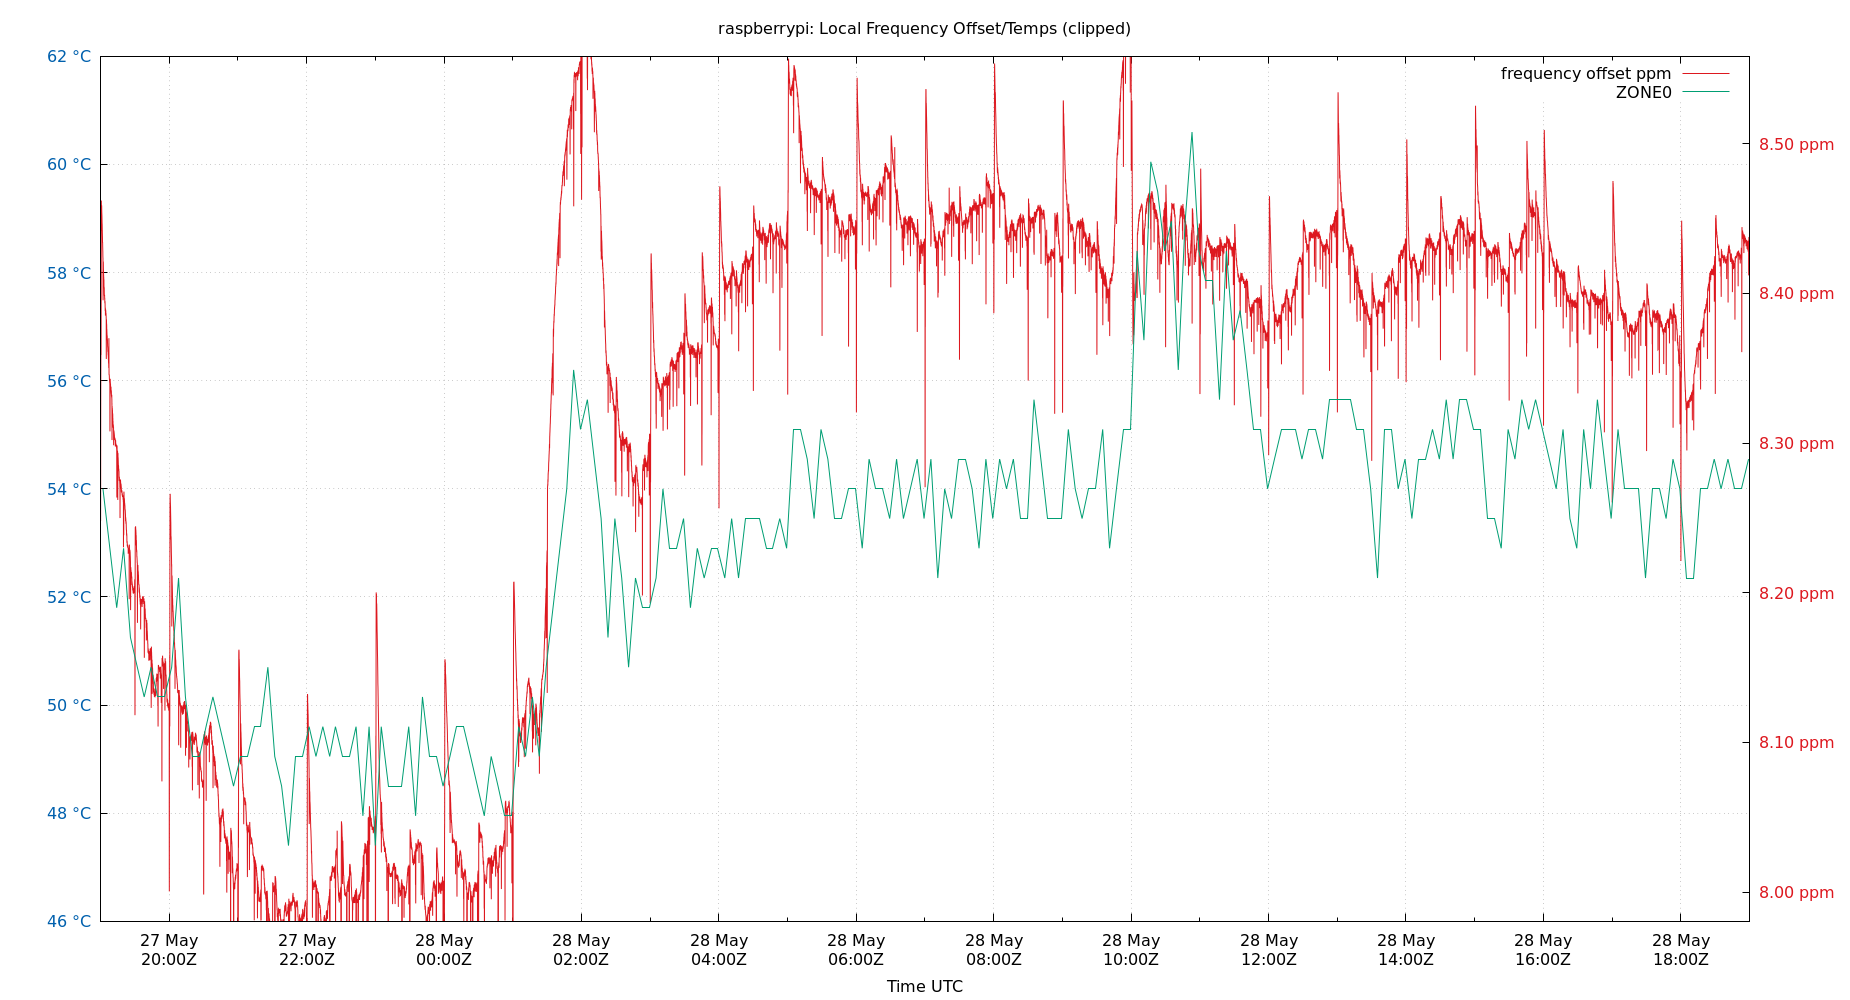 raspberrypi: Local Frequency Offset/Temps (clipped)
62 °C
60 °C
58 °C
56 °C
54 °C
52 °C
50 °C
48 °C
46 °C
frequency offset ppm
ZONE0
8.50 ppm
8.40 ppm
8.30 ppm
8.20 ppm
8.10 ppm
8.00 ppm
27 May
20:00Z
27 May
22:00Z
28 May
00:00Z
28 May
02:00Z
28 May
04:00Z
28 May
06:00Z
28 May
08:00Z
28 May
10:00Z
28 May
12:00Z
28 May
14:00Z
28 May
16:00Z
28 May
18:00Z
Time UTC